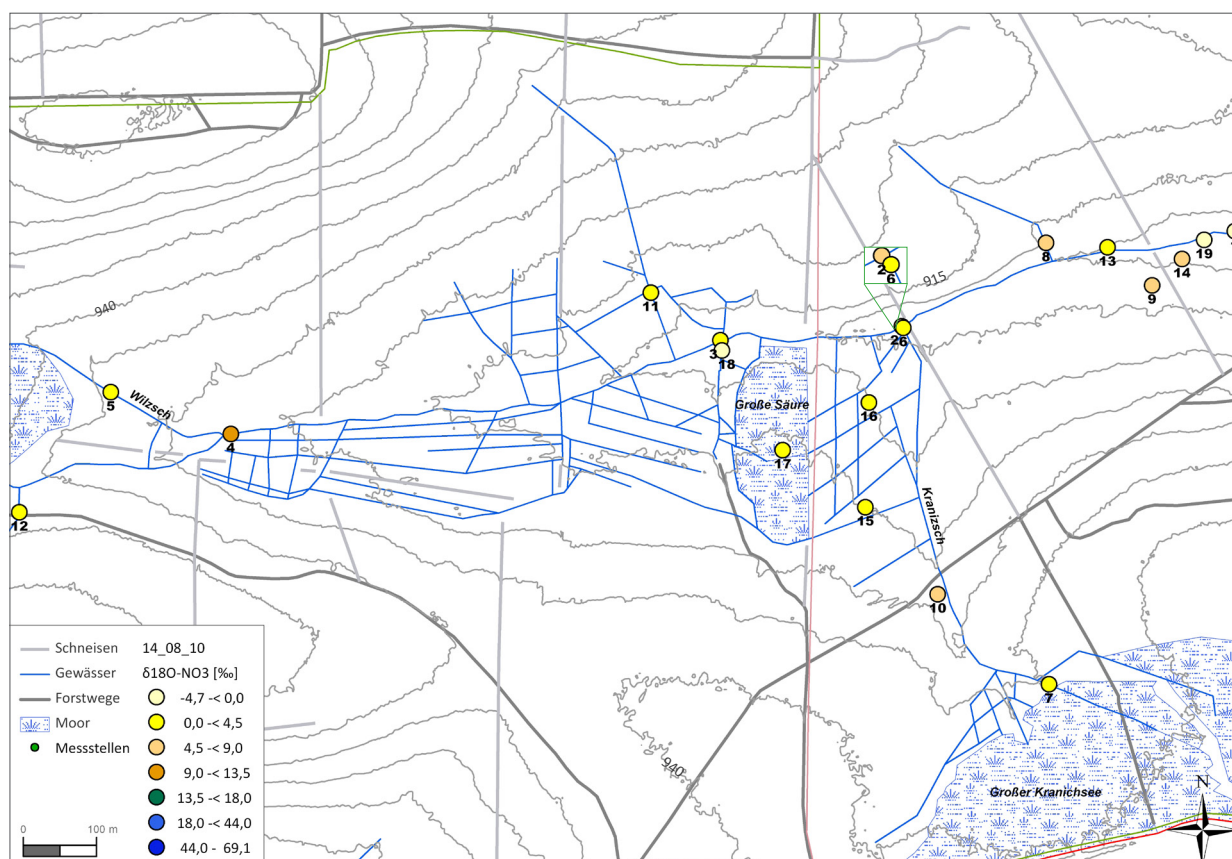 940
915
2
6
8
13
19
14
9
11
3
18
26
5
Wilzsch
4
Große Säure
16
17
12
15
Kranizsch
10
7
940
Großer Kranichsee
N
Schneisen 14_08_10
Gewässer δ18O-NO3 [‰]
Forstwege -4,7 -< 0,0
Moor 0,0 -< 4,5
Messstellen 4,5 -< 9,0
9,0 -< 13,5
13,5 -< 18,0
18,0 -< 44,0
44,0 - 69,1
0 100 m